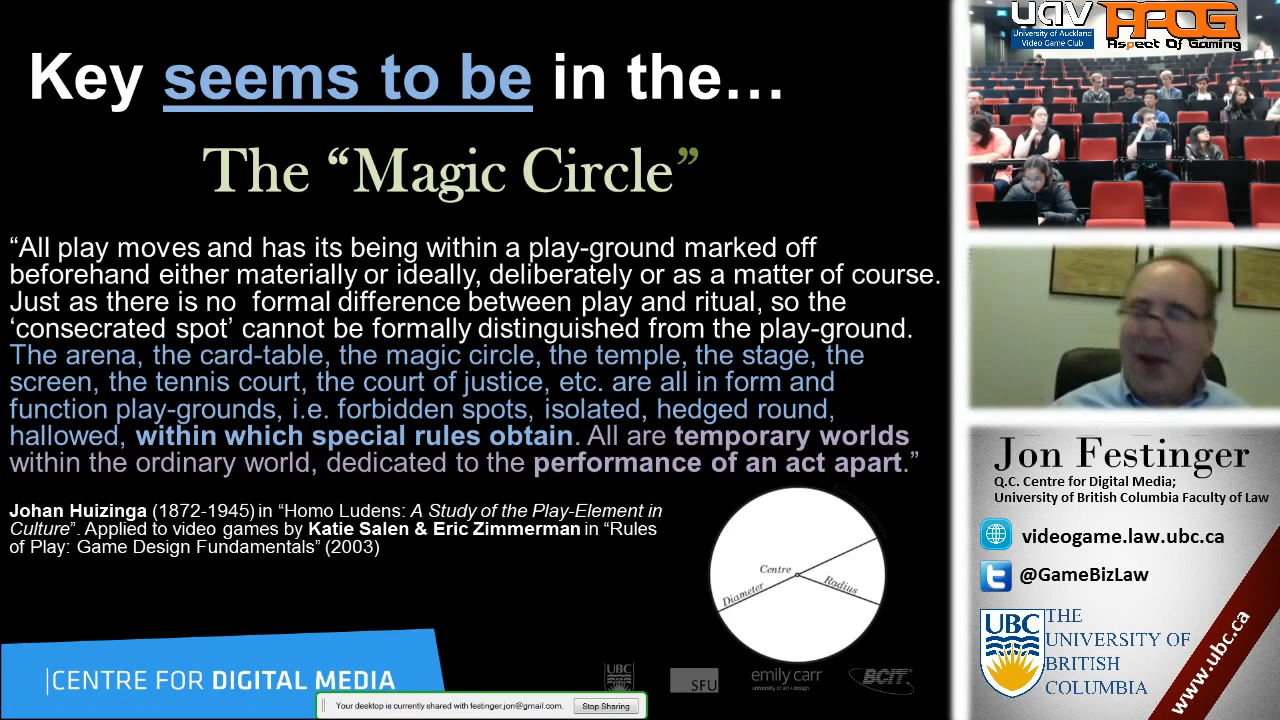 Key seems to be in the…
The “Magic Circle”
“All play moves and has its being within a play-ground marked off
beforehand either materially or ideally, deliberately or as a matter of course.
Just as there is no formal difference between play and ritual, so the
‘consecrated spot’ cannot be formally distinguished from the play-ground.
The arena, the card-table, the magic circle, the temple, the stage, the
screen, the tennis court, the court of justice, etc. are all in form and
function play-grounds, i.e. forbidden spots, isolated, hedged round,
hallowed, within which special rules obtain. All are temporary worlds
within the ordinary world, dedicated to the performance of an act apart.”
Johan Huizinga (1872-1945) in “Homo Ludens: A Study of the Play-Element in
Culture”. Applied to video games by Katie Salen & Eric Zimmerman in “Rules
of Play: Game Design Fundamentals” (2003)
Centre
Diameter
Radius
CENTRE FOR DIGITAL MEDIA
UBC
SFU
emily carr
university of art + design
BCIT
Your desktop is currently shared with festinger.jon@gmail.com.
Stop Sharing
University of Auckland
Video Game Club
Aspect Of Gaming
Jon Festinger
Q.C. Centre for Digital Media;
University of British Columbia Faculty of Law
videogame.law.ubc.ca
@GameBizLaw
UBC
THE
UNIVERSITY OF
BRITISH
COLUMBIA
www.ubc.ca